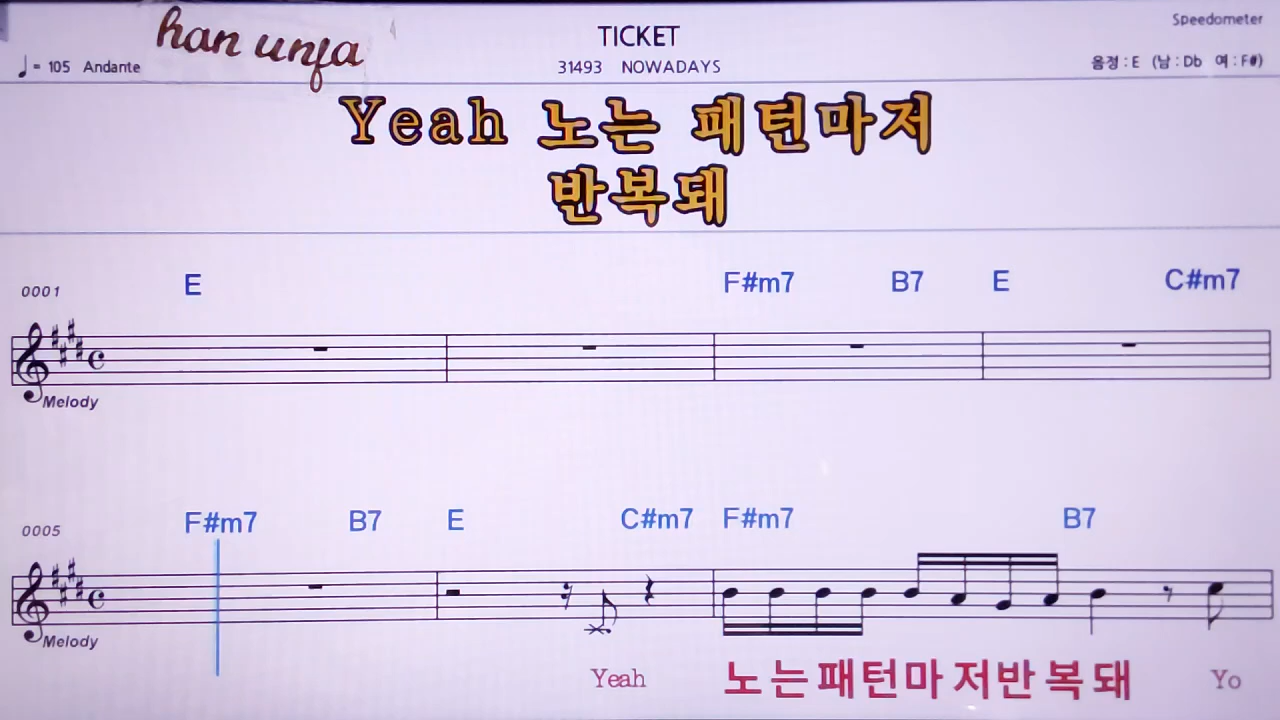 Speedometer
han unja
TICKET
♩= 105 Andante
31493 NOWADAYS
음정 : E (남 : Db 여 : F#)
Yeah 노는 패턴마저
반복돼
E F#m7 B7 E C#m7
0001
Melody
F#m7 B7 E C#m7 F#m7 B7
0005
Melody
Yeah 노는패턴마저반복돼 Yo